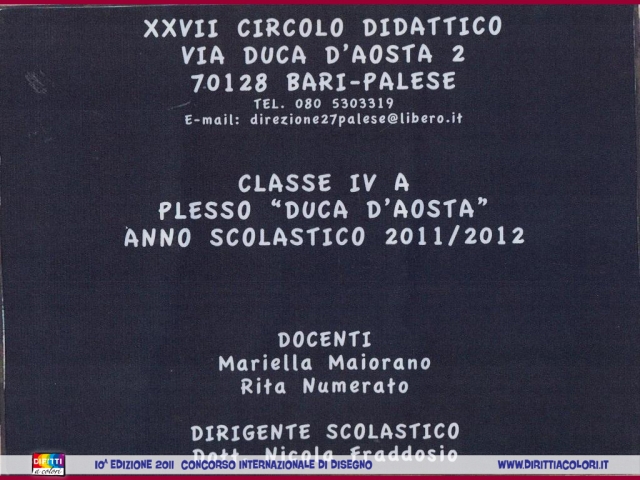 XXVII CIRCOLO DIDATTICO
VIA DUCA D'AOSTA 2
70128 BARI-PALESE
TEL. 080 5303319
E-mail: direzione27palese@libero.it
CLASSE IV A
PLESSO “DUCA D'AOSTA”
ANNO SCOLASTICO 2011/2012
DOCENTI
Mariella Maiorano
Rita Numerato
DIRIGENTE SCOLASTICO
Dott. Nicola Fraddosio
DIRITTI a colori 10ª EDIZIONE 2011 CONCORSO INTERNAZIONALE DI DISEGNO WWW.DIRITTIACOLORI.IT